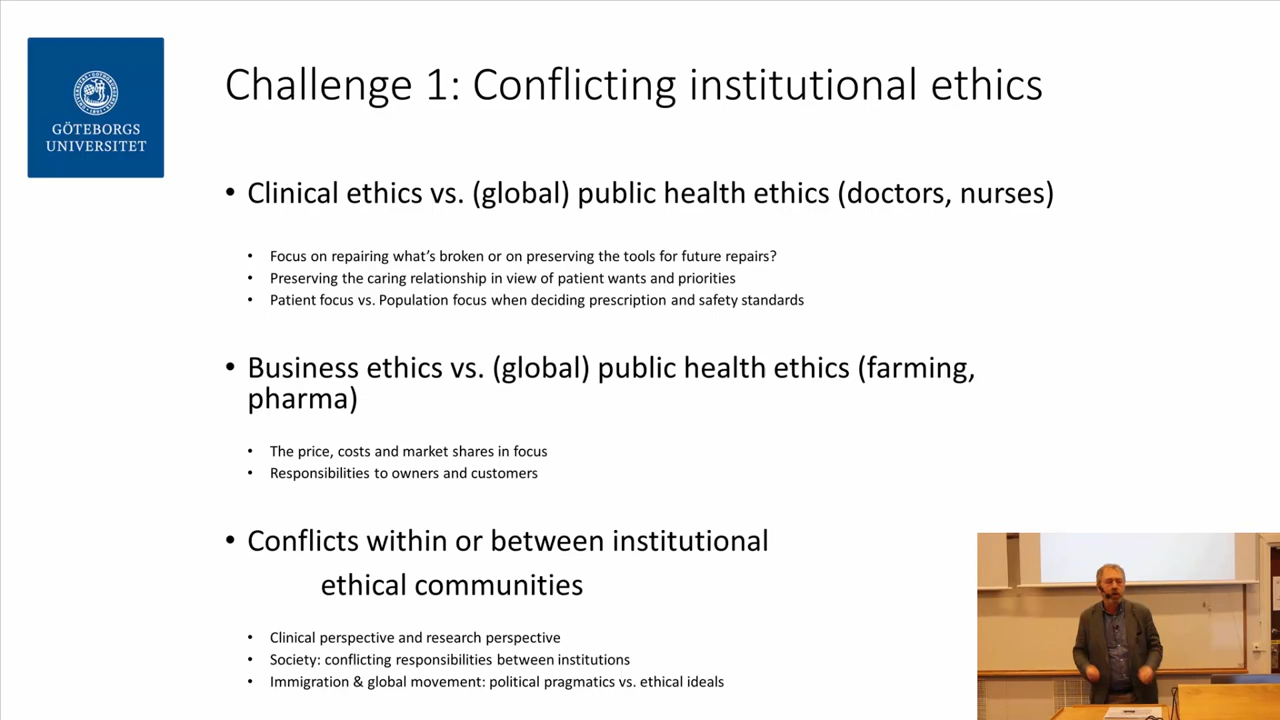 GÖTEBORGS
UNIVERSITET
Challenge 1: Conflicting institutional ethics
• Clinical ethics vs. (global) public health ethics (doctors, nurses)
• Focus on repairing what's broken or on preserving the tools for future repairs?
• Preserving the caring relationship in view of patient wants and priorities
• Patient focus vs. Population focus when deciding prescription and safety standards
• Business ethics vs. (global) public health ethics (farming,
pharma)
• The price, costs and market shares in focus
• Responsibilities to owners and customers
• Conflicts within or between institutional
ethical communities
• Clinical perspective and research perspective
• Society: conflicting responsibilities between institutions
• Immigration & global movement: political pragmatics vs. ethical ideals